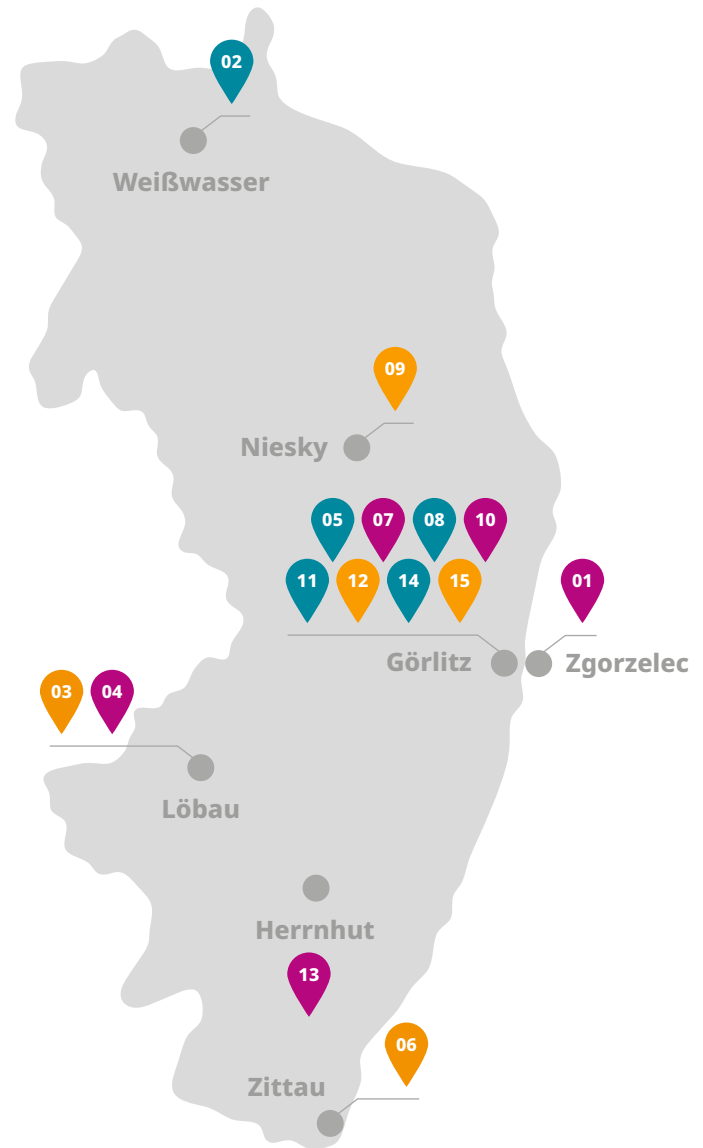 02
Weißwasser
09
Niesky
05 07 08 10
11 12 14 15
01
Görlitz
Zgorzelec
03 04
Löbau
Herrnhut
13
06
Zittau